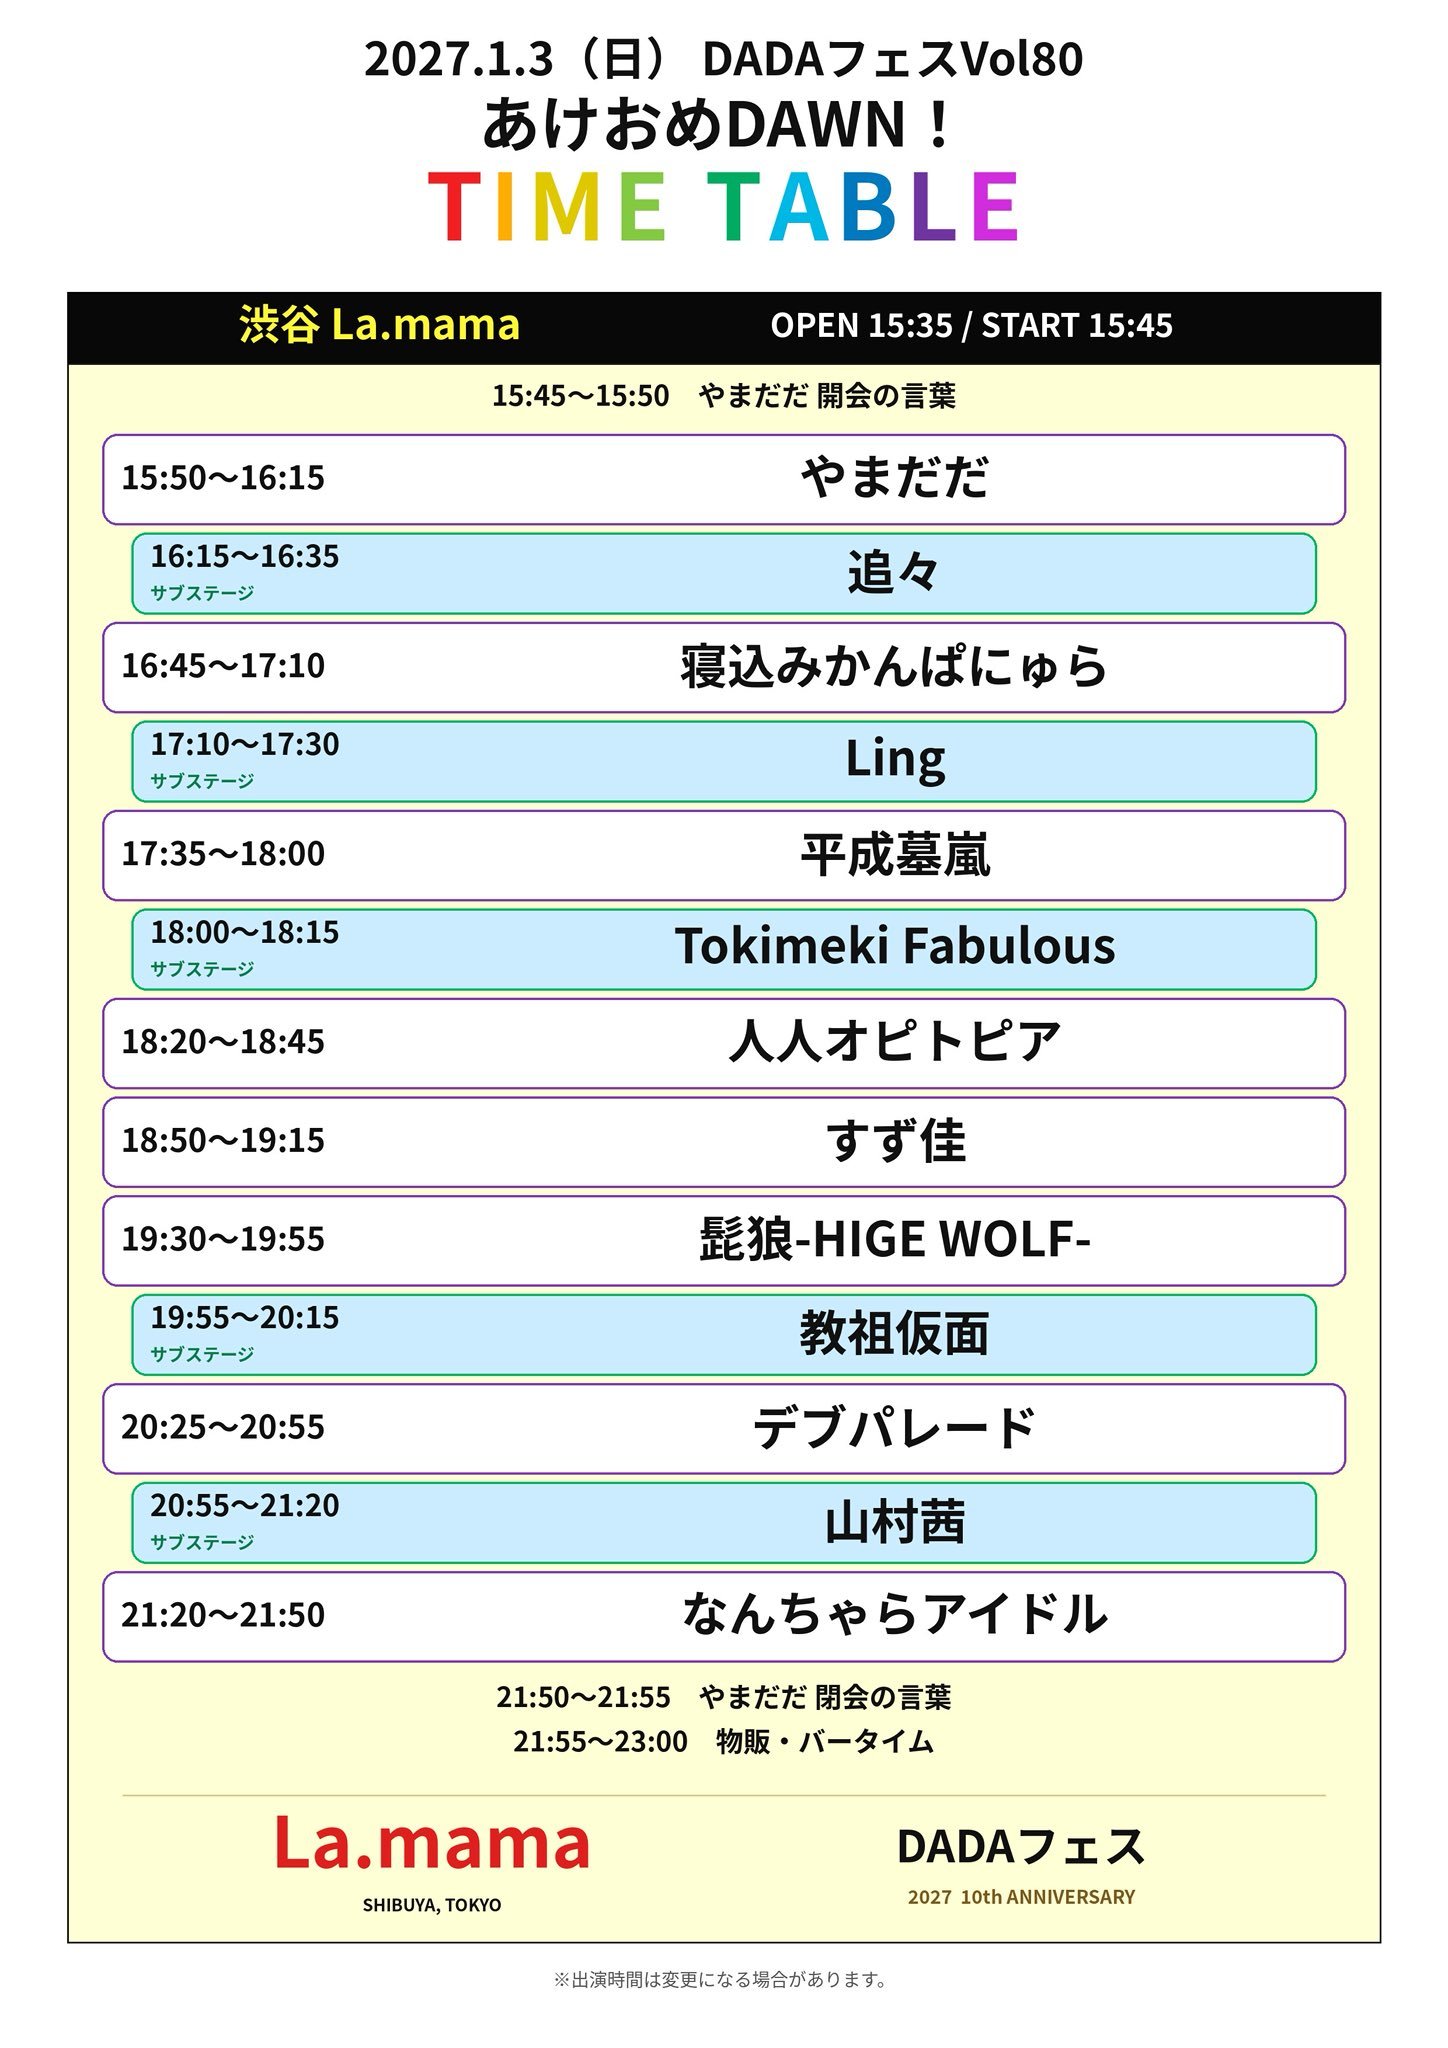 2027.1.3（日） DADAフェスVol80
あけおめDAWN！
TIME TABLE
渋谷 La.mama OPEN 15:35 / START 15:45
15:45〜15:50 やまだだ 開会の言葉
15:50〜16:15 やまだだ
16:15〜16:35 追々
サブステージ
16:45〜17:10 寝込みかんぱにゅら
17:10〜17:30 Ling
サブステージ
17:35〜18:00 平成墓嵐
18:00〜18:15 Tokimeki Fabulous
サブステージ
18:20〜18:45 人人オピトピア
18:50〜19:15 すず佳
19:30〜19:55 髭狼-HIGE WOLF-
19:55〜20:15 教祖仮面
サブステージ
20:25〜20:55 デブパレード
20:55〜21:20 山村茜
サブステージ
21:20〜21:50 なんちゃらアイドル
21:50〜21:55 やまだだ 閉会の言葉
21:55〜23:00 物販・バータイム
La.mama
SHIBUYA, TOKYO
DADAフェス
2027 10th ANNIVERSARY
※出演時間は変更になる場合があります。